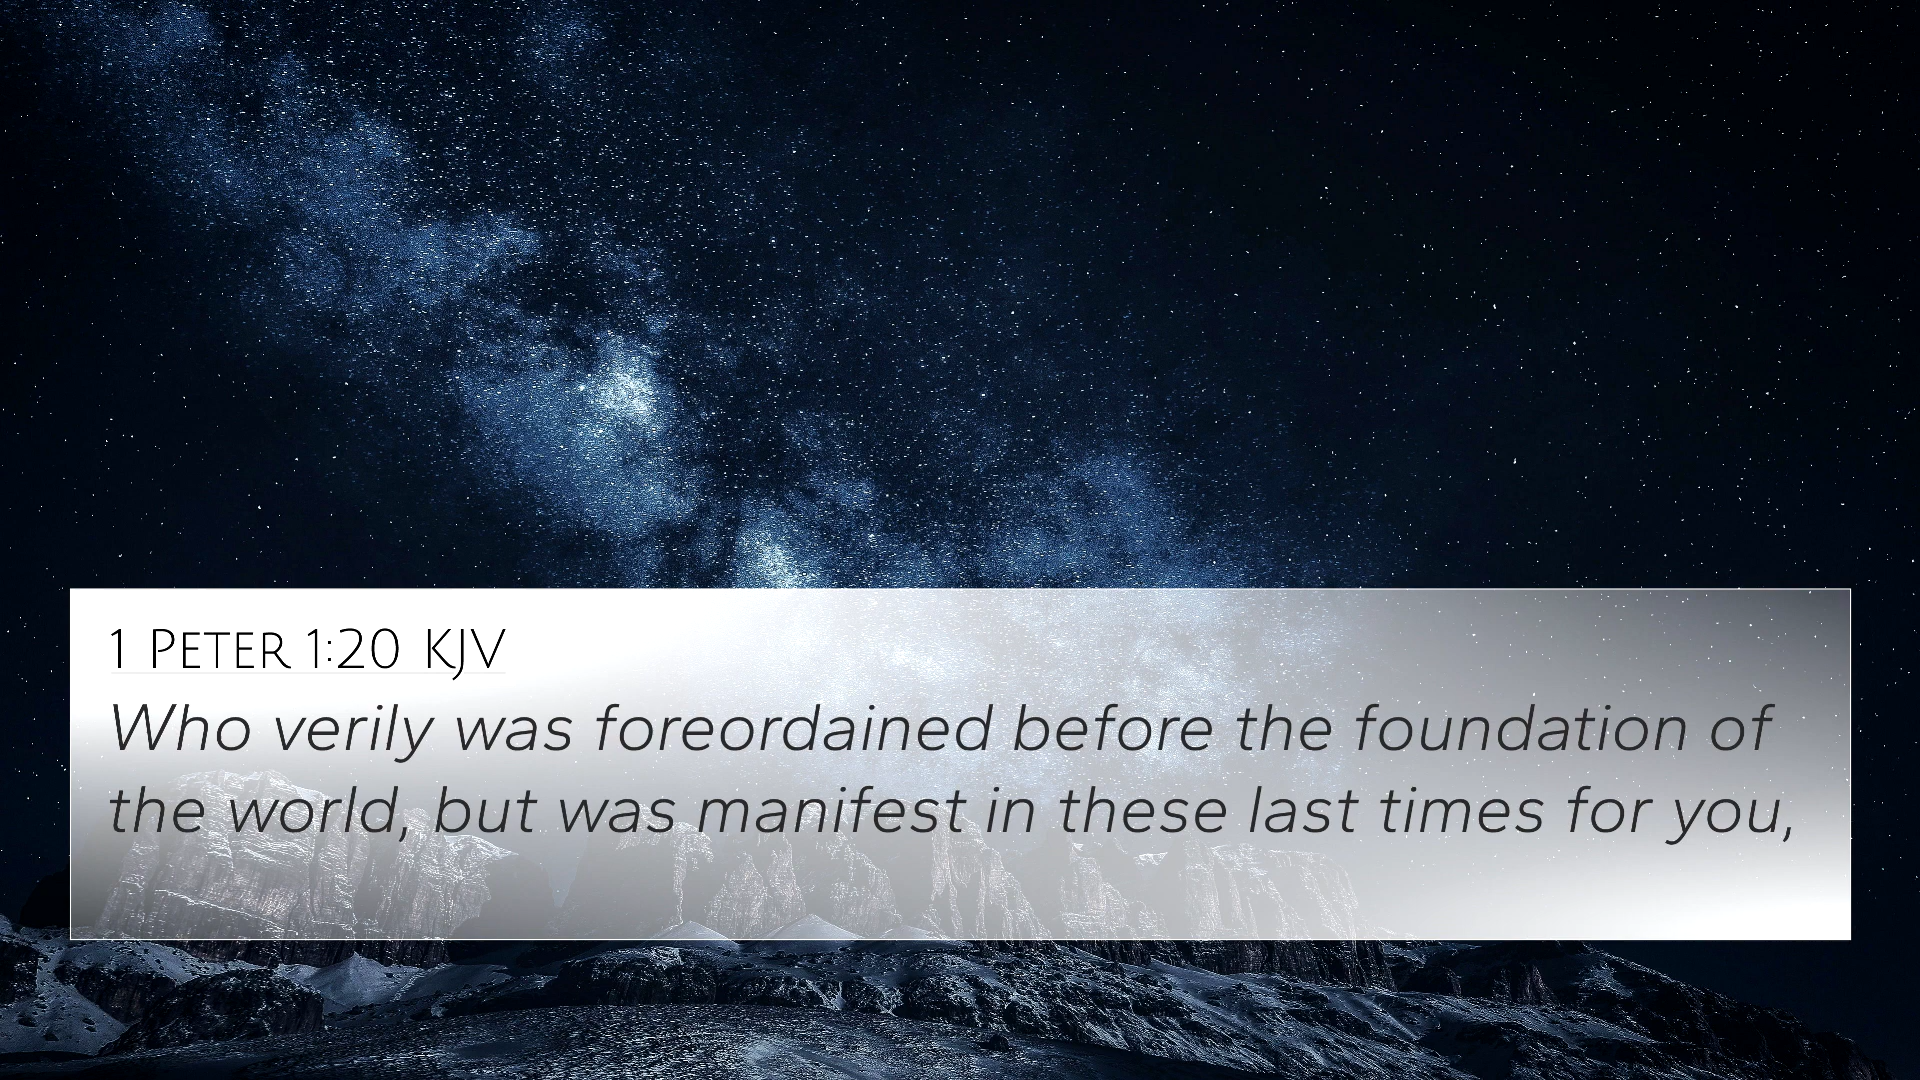 1 Peter 1:20 KJV
Who verily was foreordained before the foundation of
the world, but was manifest in these last times for you,